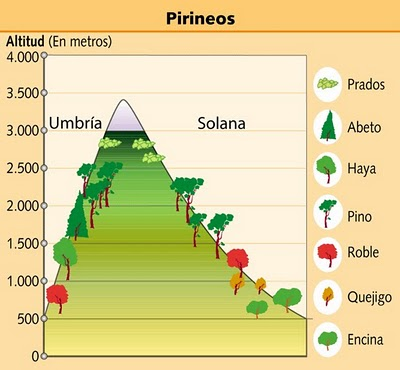 Pirineos
Altitud (En metros)
4.000
3.500
3.000
2.500
2.000
1.500
1.000
500
0
Umbría
Solana
Prados
Abeto
Haya
Pino
Roble
Quejigo
Encina